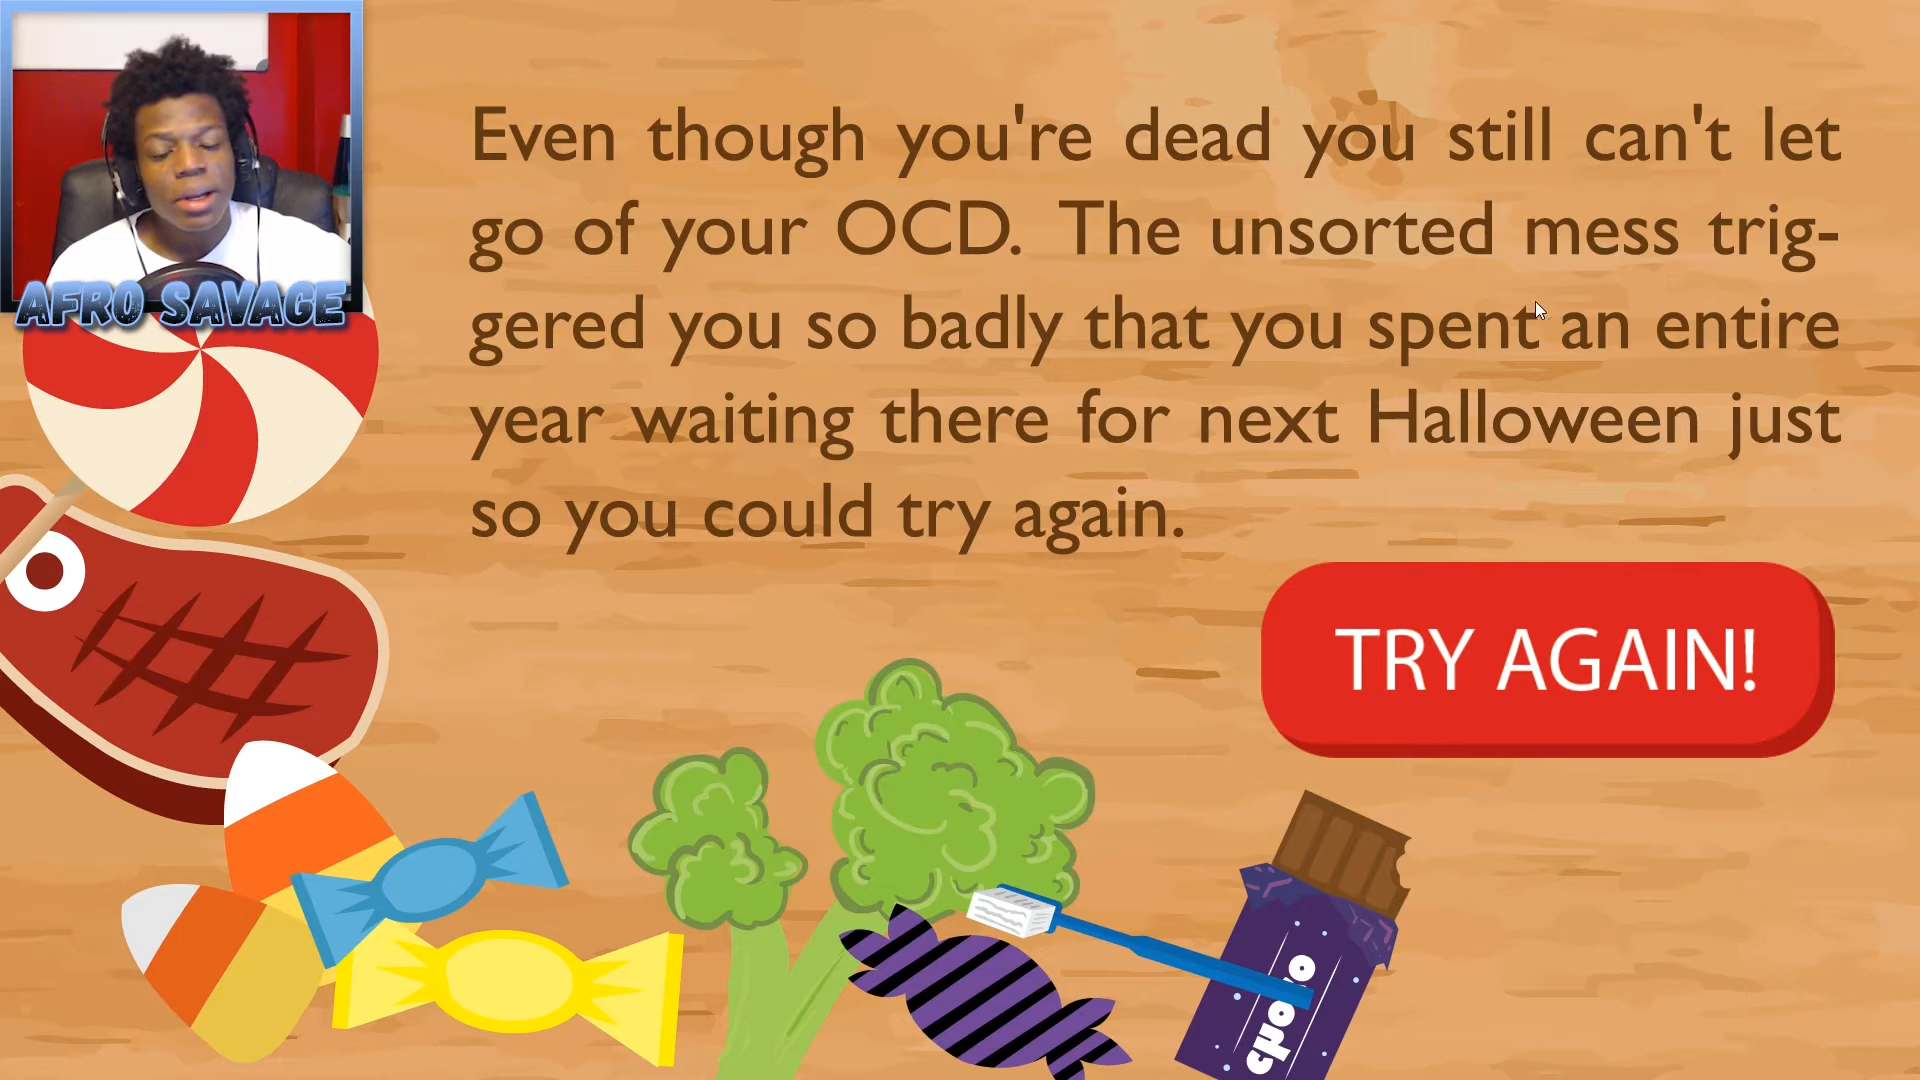 AFRO SAVAGE
Even though you're dead you still can't let
go of your OCD. The unsorted mess trig-
gered you so badly that you spent an entire
year waiting there for next Halloween just
so you could try again.
TRY AGAIN!